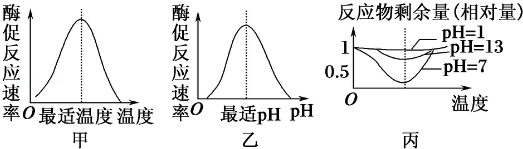 酶促反应速率
O
最适温度
温度
甲
酶促反应速率
O
最适pH
pH
乙
反应物剩余量(相对量)
1
0.5
O
pH=1
pH=13
pH=7
温度
丙